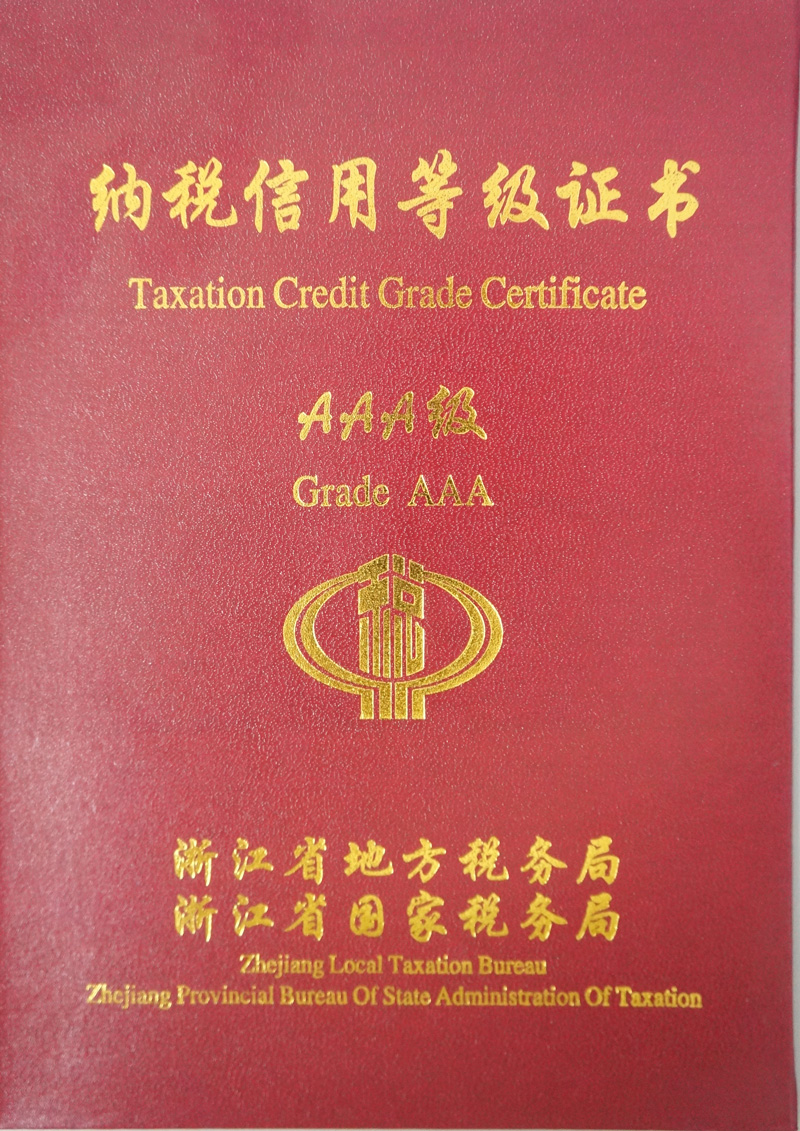 纳税信用等级证书
Taxation Credit Grade Certificate
AAA级
Grade AAA
税
浙江省地方税务局
浙江省国家税务局
Zhejiang Local Taxation Bureau
Zhejiang Provincial Bureau Of State Administration Of Taxation